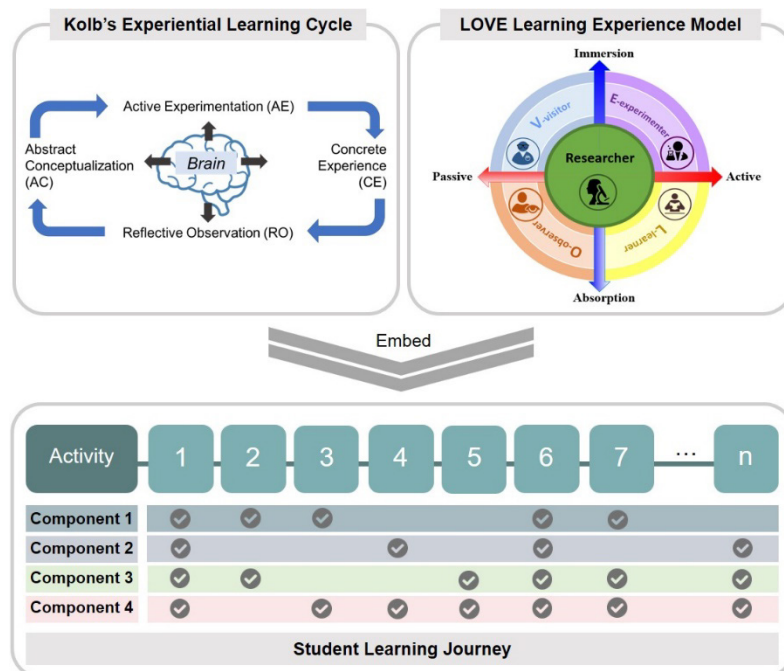 Kolb's Experiential Learning Cycle
Active Experimentation (AE)
Abstract
Conceptualization
(AC)
Brain
Concrete
Experience
(CE)
Reflective Observation (RO)
LOVE Learning Experience Model
Immersion
V-visitor
E-experimenter
Researcher
Passive
Active
O-observer
L-learner
Absorption
Embed
Activity 1 2 3 4 5 6 7 ... n
Component 1
Component 2
Component 3
Component 4
Student Learning Journey